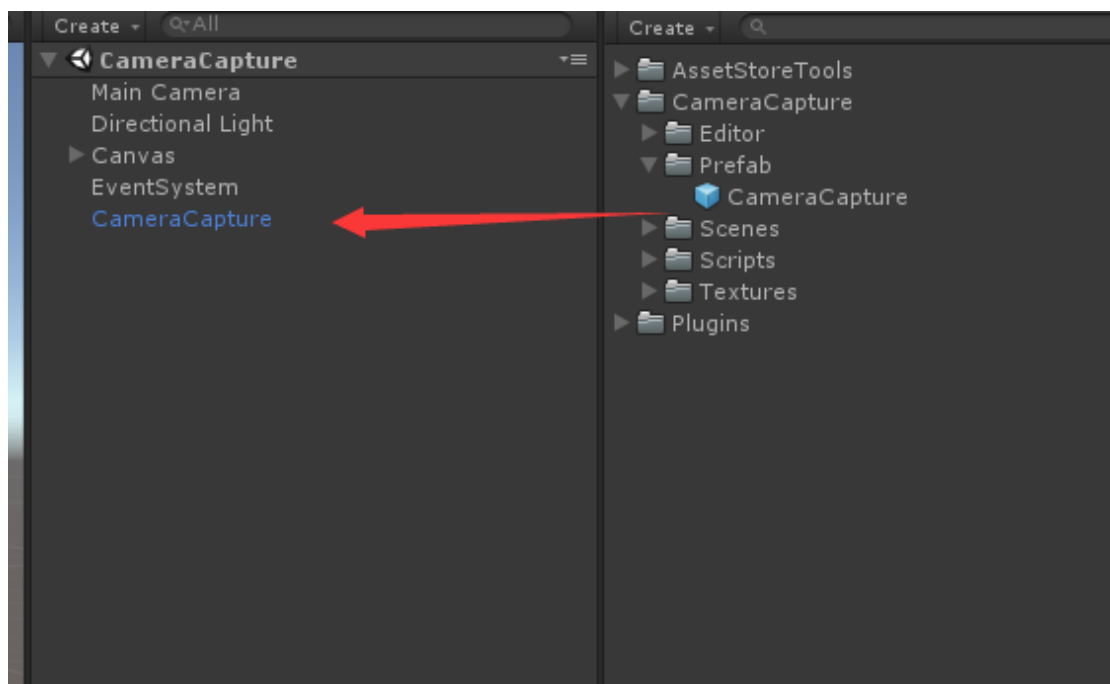 Create
All
CameraCapture
Main Camera
Directional Light
Canvas
EventSystem
CameraCapture
Create
AssetStoreTools
CameraCapture
Editor
Prefab
CameraCapture
Scenes
Scripts
Textures
Plugins